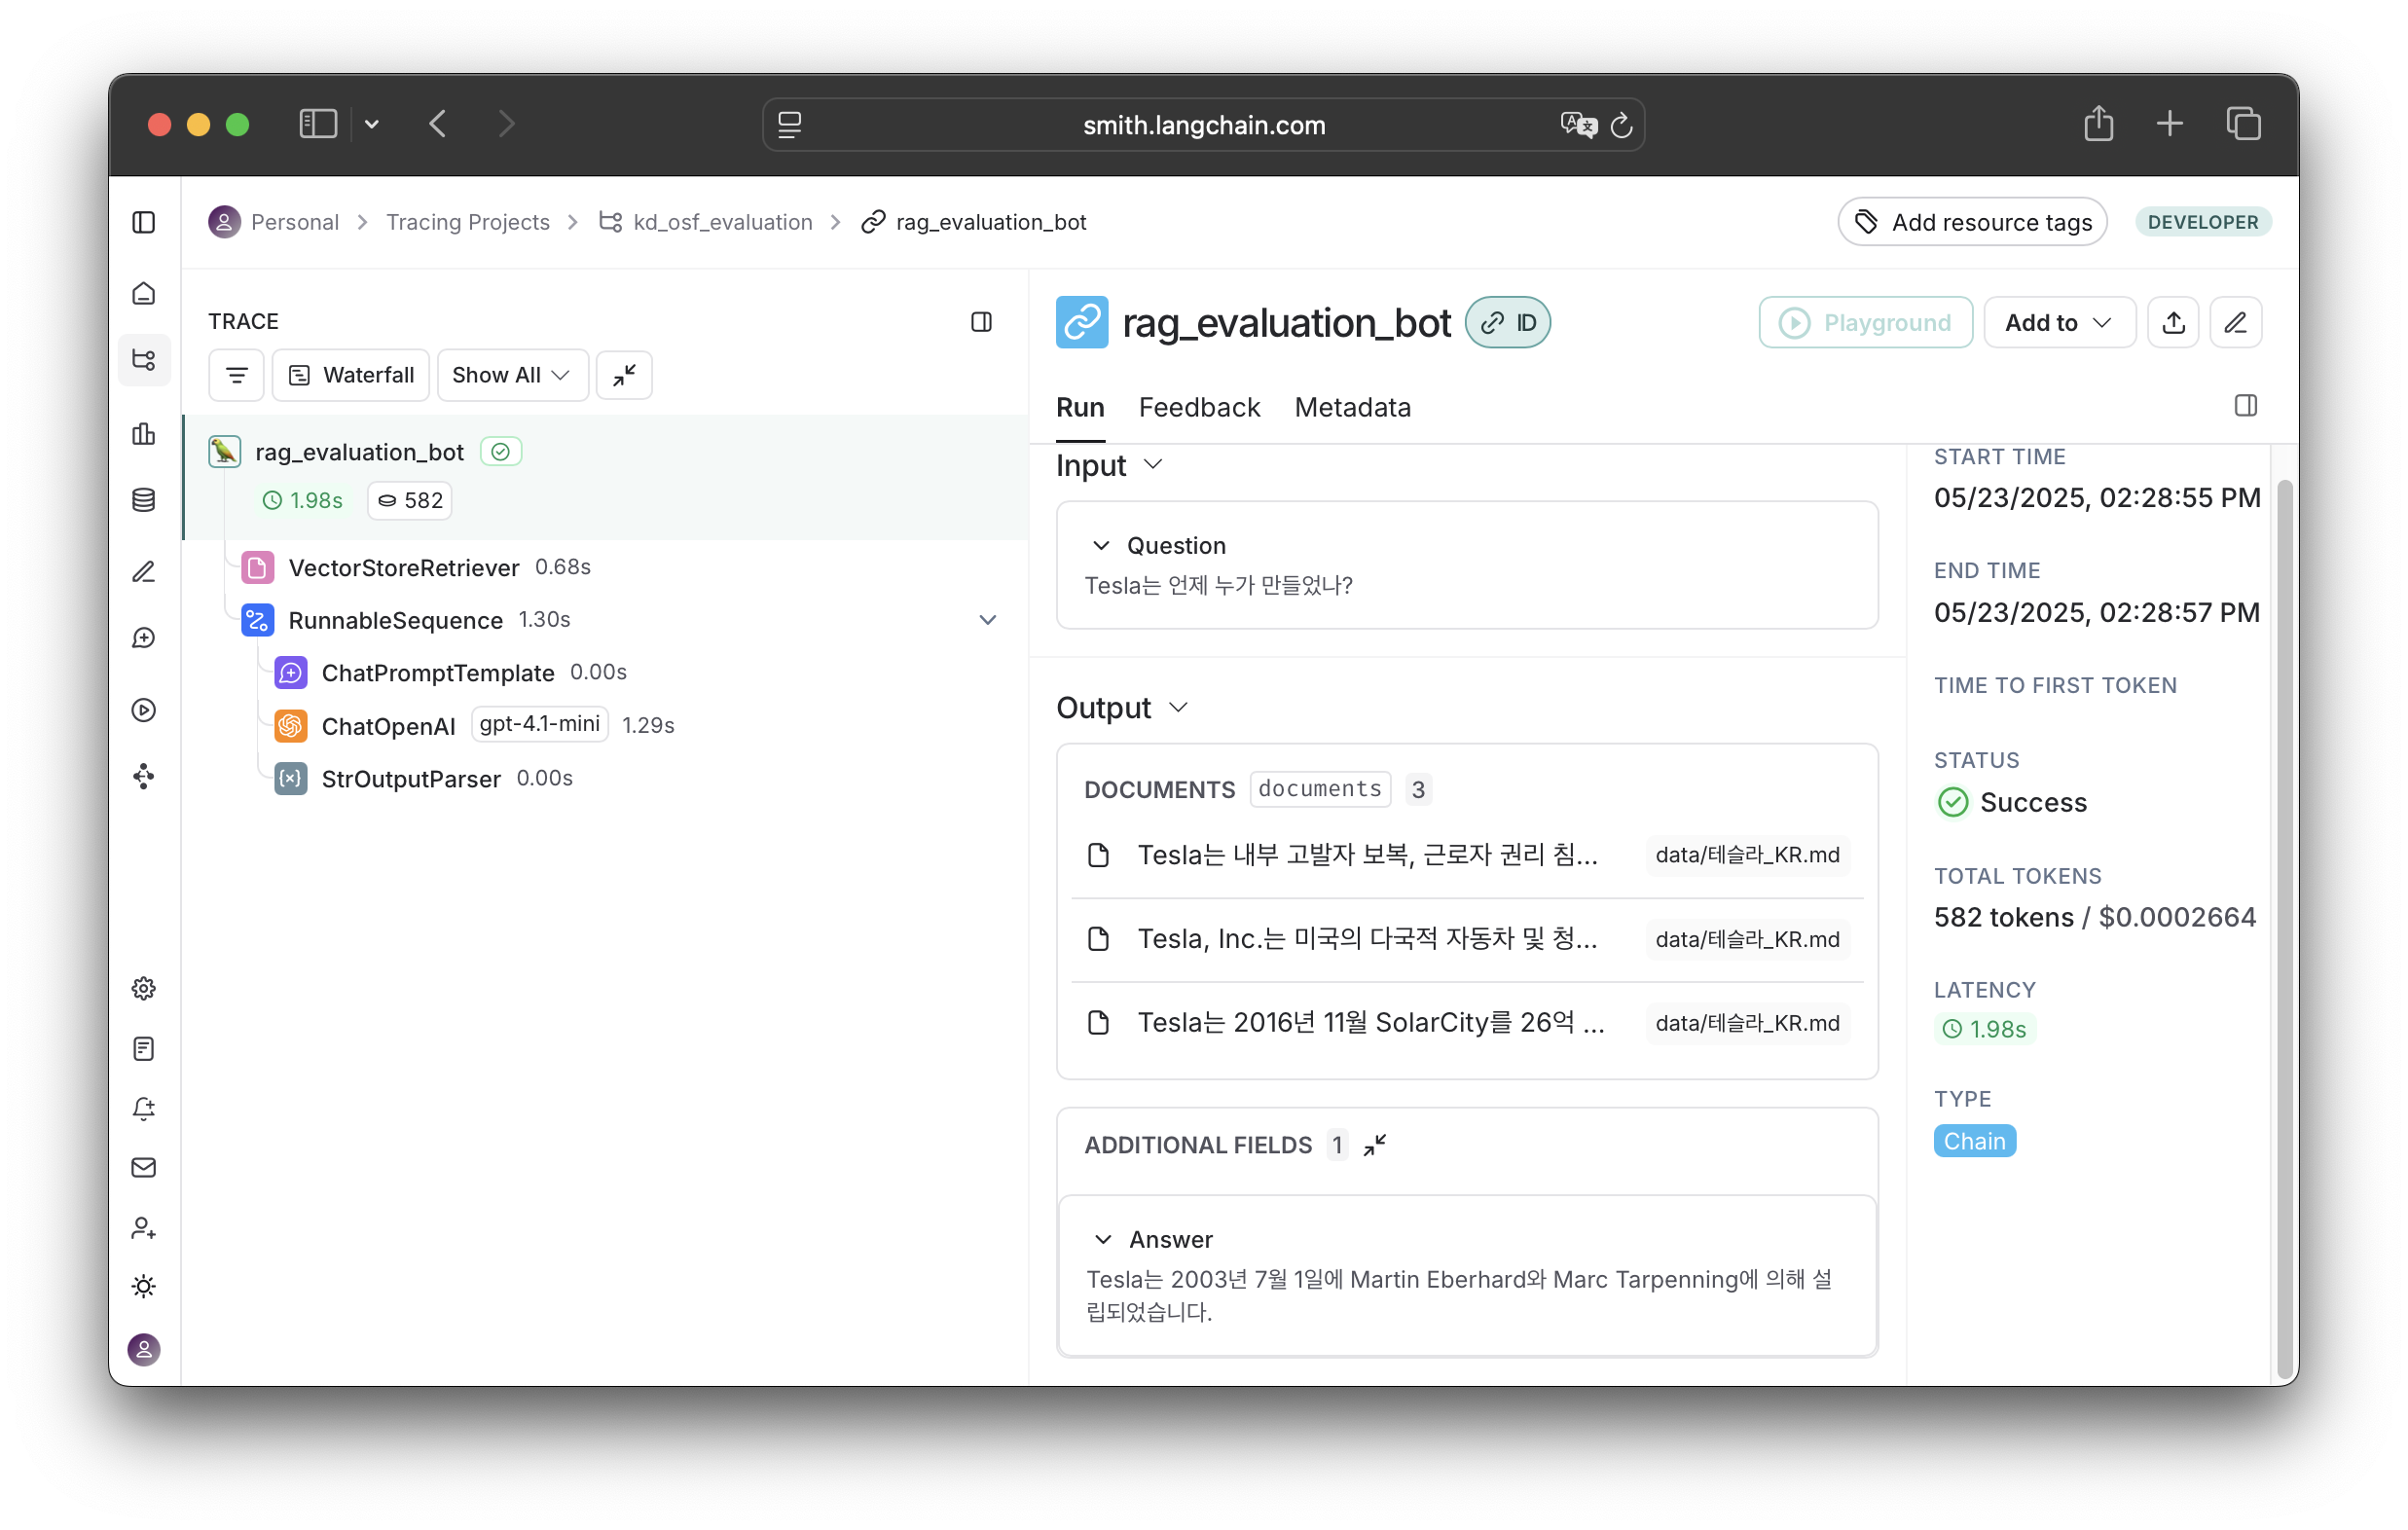 smith.langchain.com
Personal > Tracing Projects > kd_osf_evaluation > rag_evaluation_bot
Add resource tags
DEVELOPER
TRACE
Waterfall
Show All
rag_evaluation_bot
1.98s
582
VectorStoreRetriever 0.68s
RunnableSequence 1.30s
ChatPromptTemplate 0.00s
ChatOpenAI gpt-4.1-mini 1.29s
StrOutputParser 0.00s
rag_evaluation_bot
ID
Playground
Add to
Run Feedback Metadata
Input
Question
Tesla는 언제 누가 만들었나?
Output
DOCUMENTS documents 3
Tesla는 내부 고발자 보복, 근로자 권리 침... data/테슬라_KR.md
Tesla, Inc.는 미국의 다국적 자동차 및 청... data/테슬라_KR.md
Tesla는 2016년 11월 SolarCity를 26억 ... data/테슬라_KR.md
ADDITIONAL FIELDS 1
Answer
Tesla는 2003년 7월 1일에 Martin Eberhard와 Marc Tarpenning에 의해 설
립되었습니다.
START TIME
05/23/2025, 02:28:55 PM
END TIME
05/23/2025, 02:28:57 PM
TIME TO FIRST TOKEN
STATUS
Success
TOTAL TOKENS
582 tokens / $0.0002664
LATENCY
1.98s
TYPE
Chain